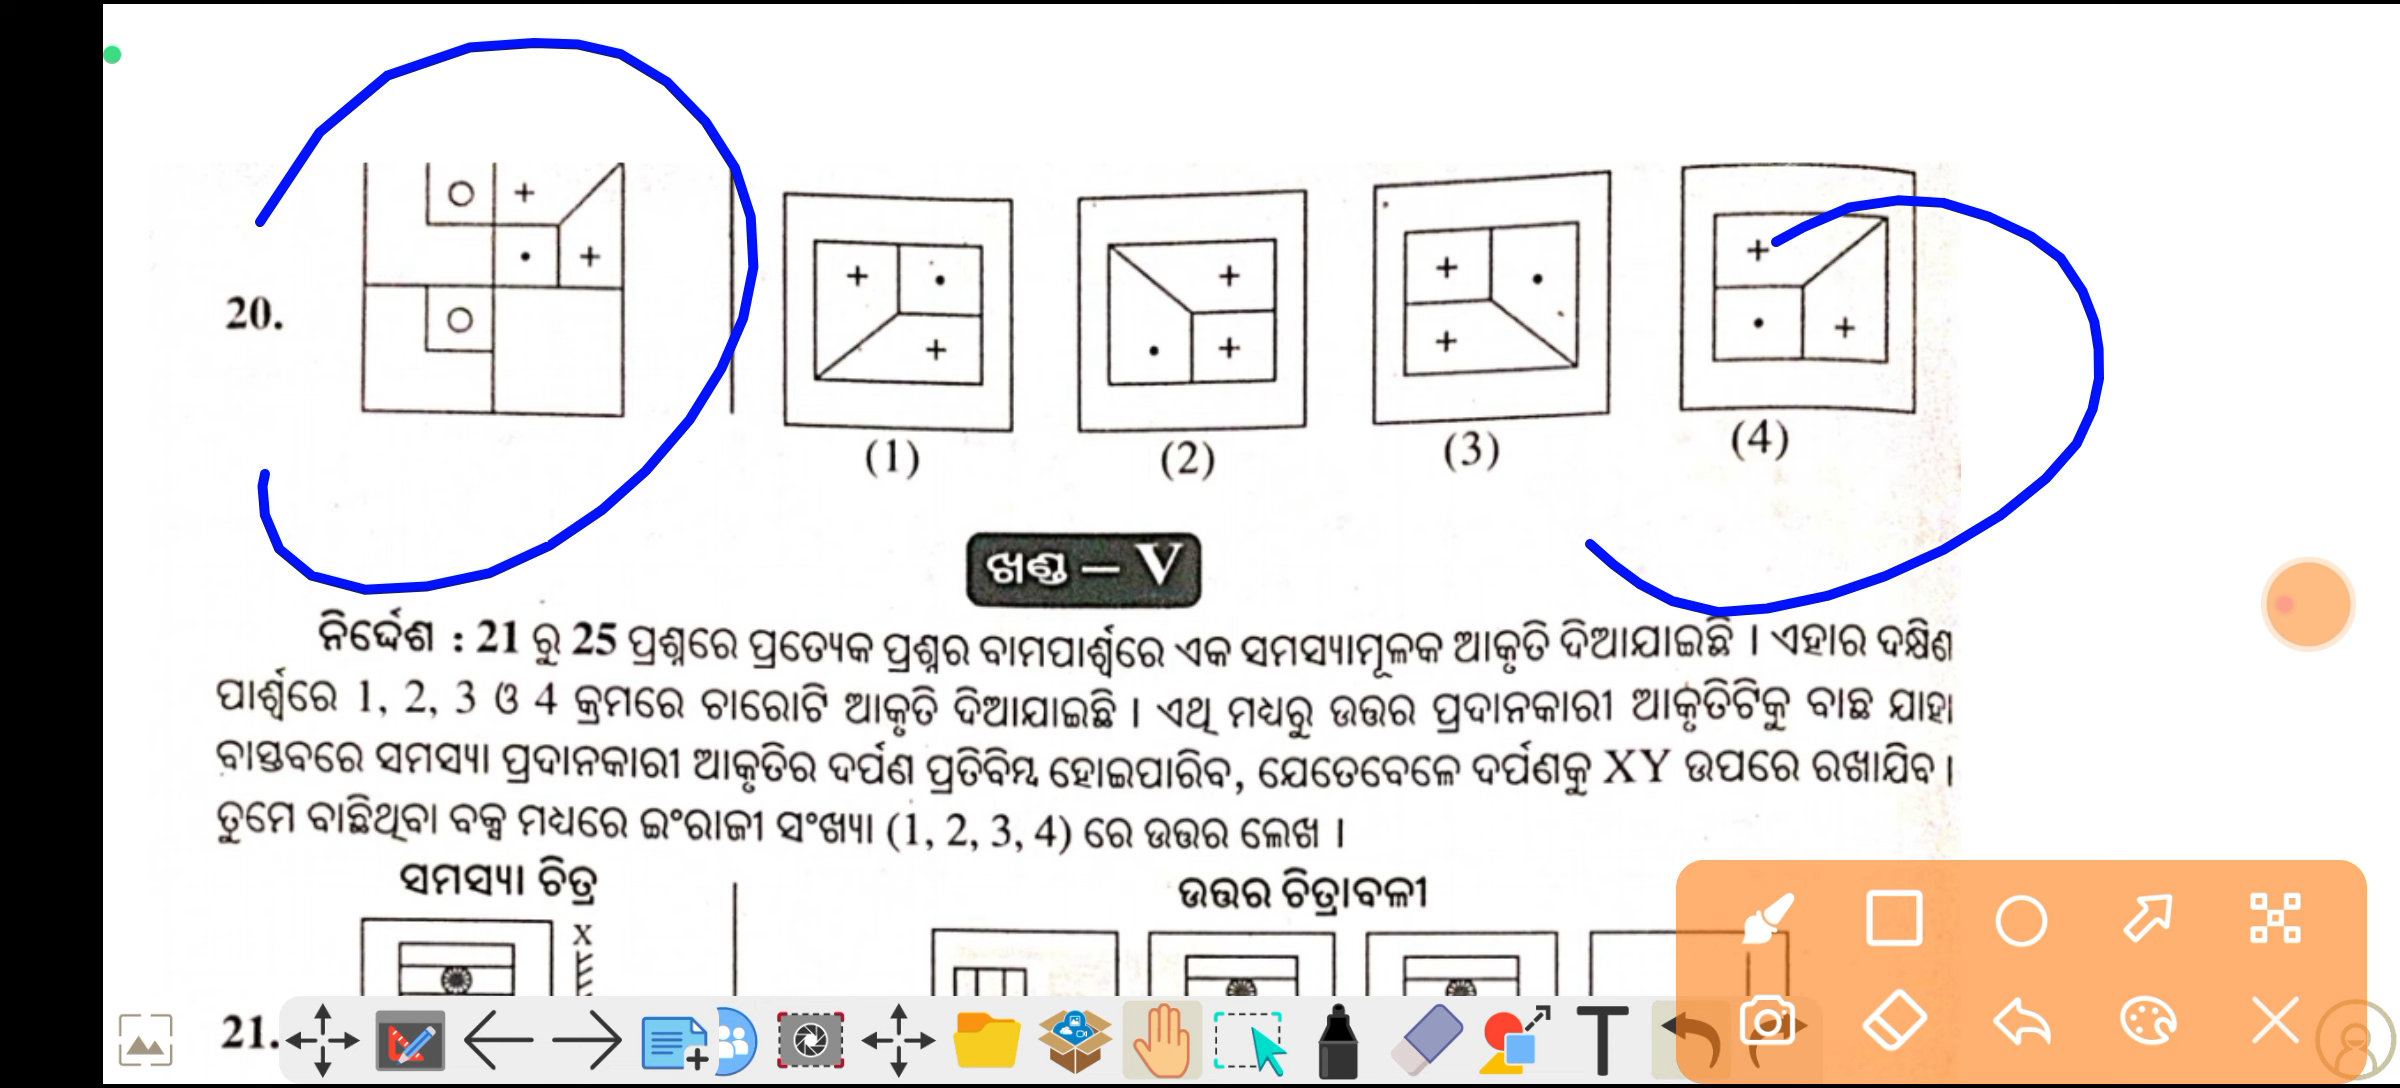 20.
(1) (2) (3) (4)
ଖଣ୍ଡ – V
ନିର୍ଦ୍ଦେଶ : 21 ରୁ 25 ପ୍ରଶ୍ନରେ ପ୍ରତ୍ୟେକ ପ୍ରଶ୍ନର ବାମପାର୍ଶ୍ୱରେ ଏକ ସମସ୍ୟାମୂଳକ ଆକୃତି ଦିଆଯାଇଛି । ଏହାର ଦକ୍ଷିଣ
ପାର୍ଶ୍ୱରେ 1, 2, 3 ଓ 4 କ୍ରମରେ ଚାରୋଟି ଆକୃତି ଦିଆଯାଇଛି । ଏଥି ମଧ୍ୟରୁ ଉତ୍ତର ପ୍ରଦାନକାରୀ ଆକୃତିଟିକୁ ବାଛ ଯାହା
ବାସ୍ତବରେ ସମସ୍ୟା ପ୍ରଦାନକାରୀ ଆକୃତିର ଦର୍ପଣ ପ୍ରତିବିମ୍ବ ହୋଇପାରିବ, ଯେତେବେଳେ ଦର୍ପଣକୁ XY ଉପରେ ରଖାଯିବ ।
ତୁମେ ବାଛିଥିବା ବକ୍ସ ମଧ୍ୟରେ ଇଂରାଜୀ ସଂଖ୍ୟା (1, 2, 3, 4) ରେ ଉତ୍ତର ଲେଖ ।
ସମସ୍ୟା ଚିତ୍ର ଉତ୍ତର ଚିତ୍ରାବଳୀ
X
21.